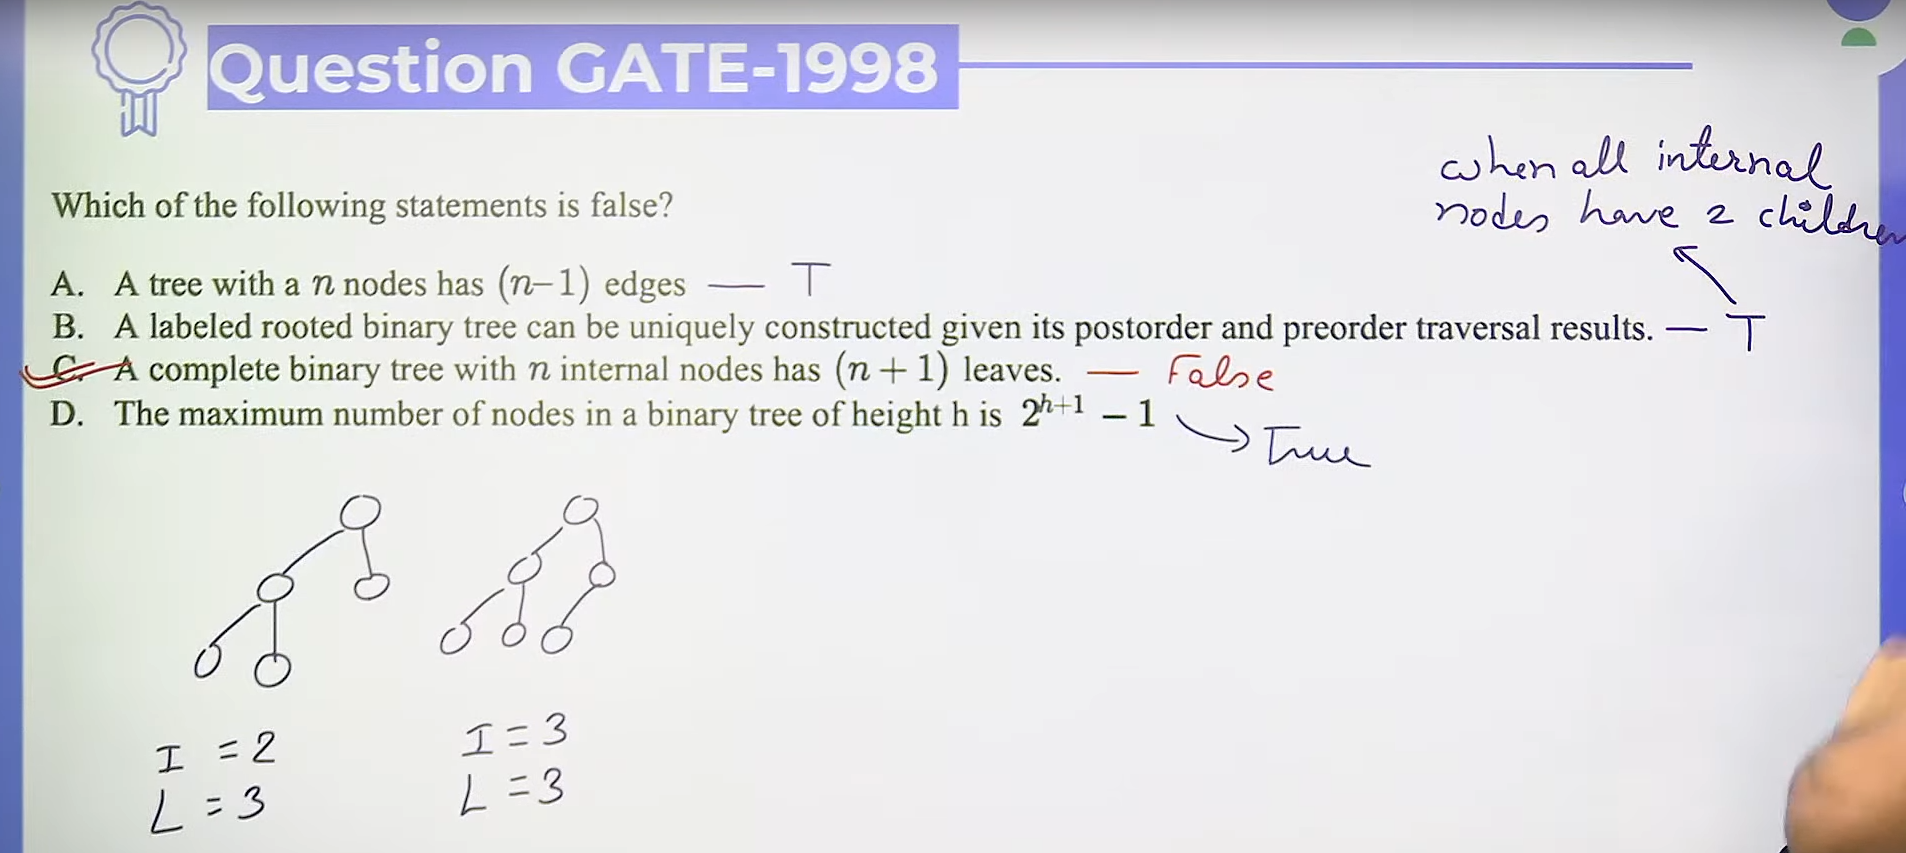 Question GATE-1998
when all internal
nodes have 2 children
Which of the following statements is false?
A. A tree with a n nodes has (n−1) edges — T
B. A labeled rooted binary tree can be uniquely constructed given its postorder and preorder traversal results. — T
C. A complete binary tree with n internal nodes has (n + 1) leaves. — False
D. The maximum number of nodes in a binary tree of height h is 2^{h+1} − 1 → True
I = 2 I = 3
L = 3 L = 3